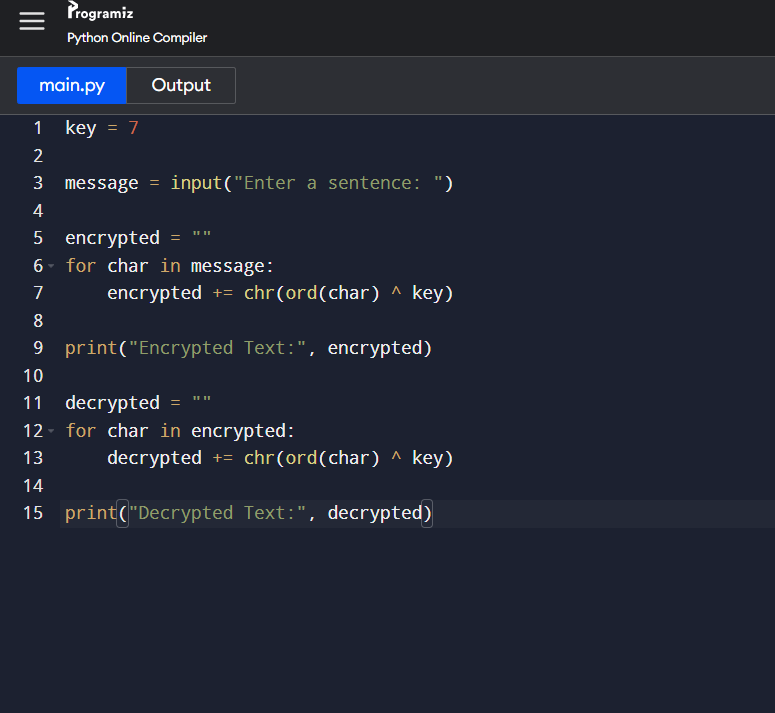 Programiz
Python Online Compiler
main.py Output
1 key = 7
2
3 message = input("Enter a sentence: ")
4
5 encrypted = ""
6 for char in message:
7     encrypted += chr(ord(char) ^ key)
8
9 print("Encrypted Text:", encrypted)
10
11 decrypted = ""
12 for char in encrypted:
13     decrypted += chr(ord(char) ^ key)
14
15 print("Decrypted Text:", decrypted)